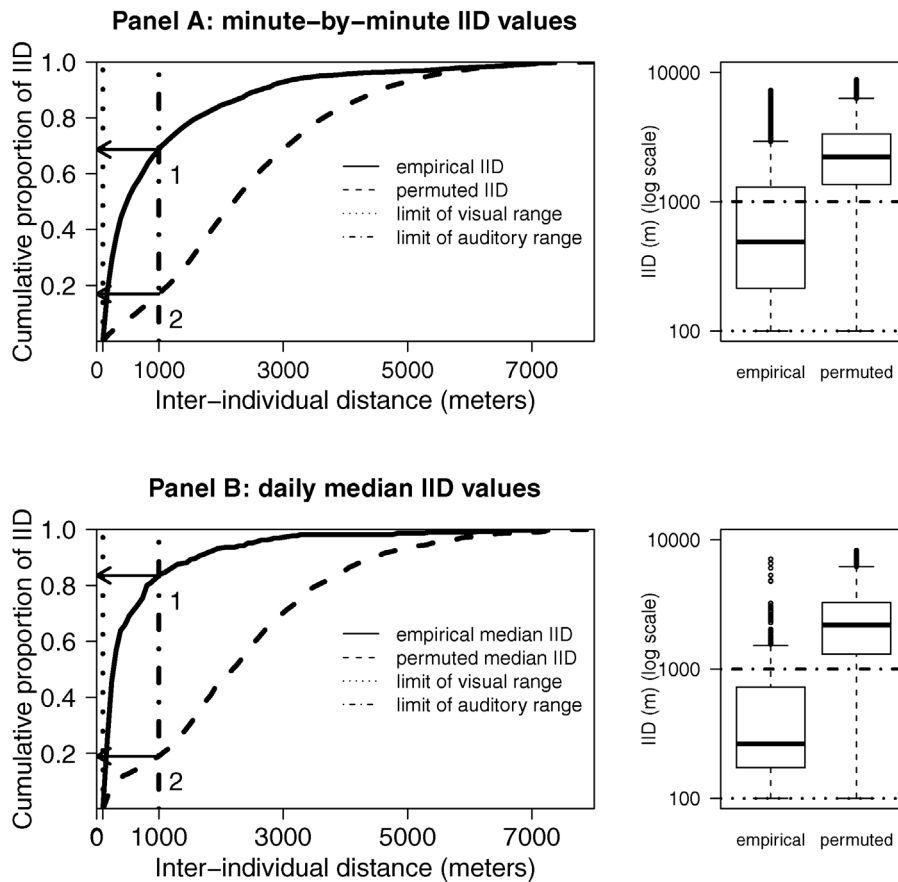 Panel A: minute−by−minute IID values
Cumulative proportion of IID
1.0
0.8
0.6
0.4
0.2
0
1000
3000
5000
7000
Inter−individual distance (meters)
1
2
empirical IID
permuted IID
limit of visual range
limit of auditory range
IID (m) (log scale)
10000
1000
100
empirical
permuted
Panel B: daily median IID values
Cumulative proportion of IID
1.0
0.8
0.6
0.4
0.2
0
1000
3000
5000
7000
Inter−individual distance (meters)
1
2
empirical median IID
permuted median IID
limit of visual range
limit of auditory range
IID (m) (log scale)
10000
1000
100
empirical
permuted